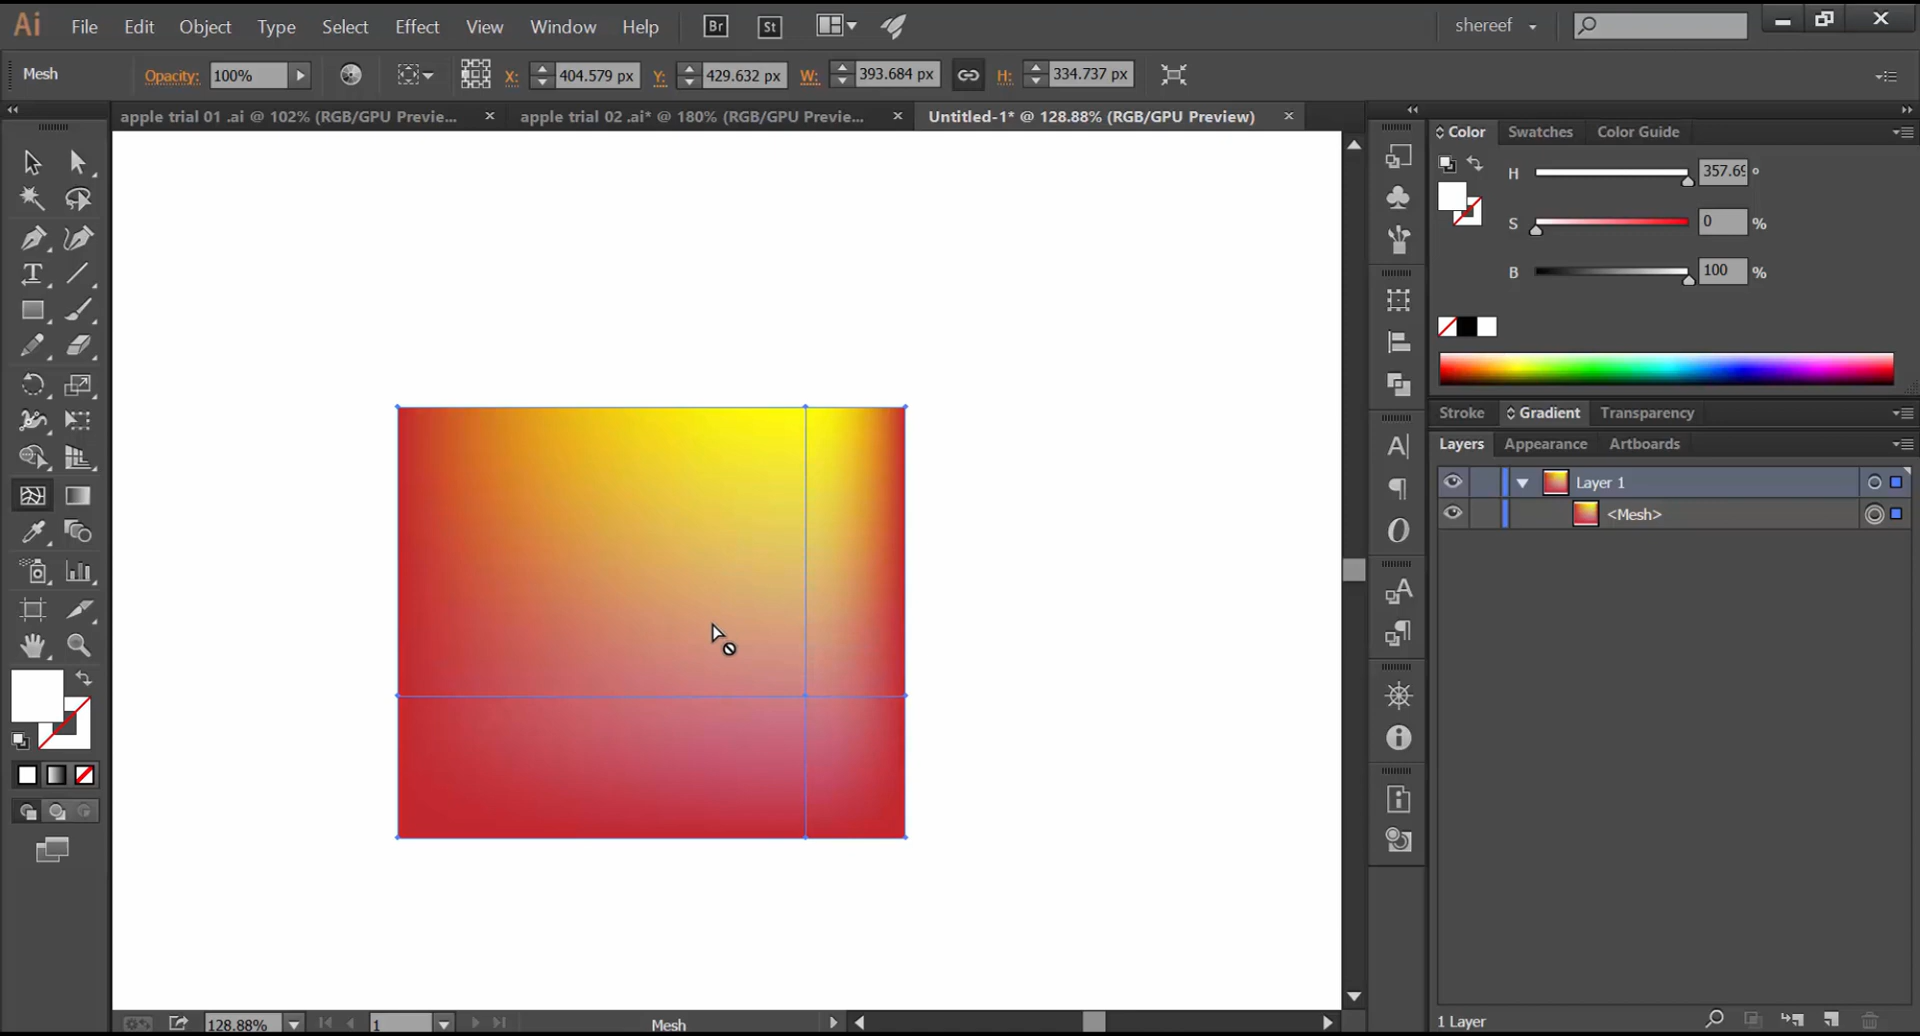 Ai File Edit Object Type Select Effect View Window Help Br St shereef
Mesh Opacity: 100% X: 404.579 px Y: 429.632 px W: 393.684 px H: 334.737 px
apple trial 01 .ai @ 102% (RGB/GPU Previe... apple trial 02 .ai* @ 180% (RGB/GPU Previe... Untitled-1* @ 128.88% (RGB/GPU Preview)
Color Swatches Color Guide
H 357.69 °
S 0 %
B 100 %
Stroke Gradient Transparency
Layers Appearance Artboards
Layer 1
<Mesh>
128.88% 1 Mesh 1 Layer